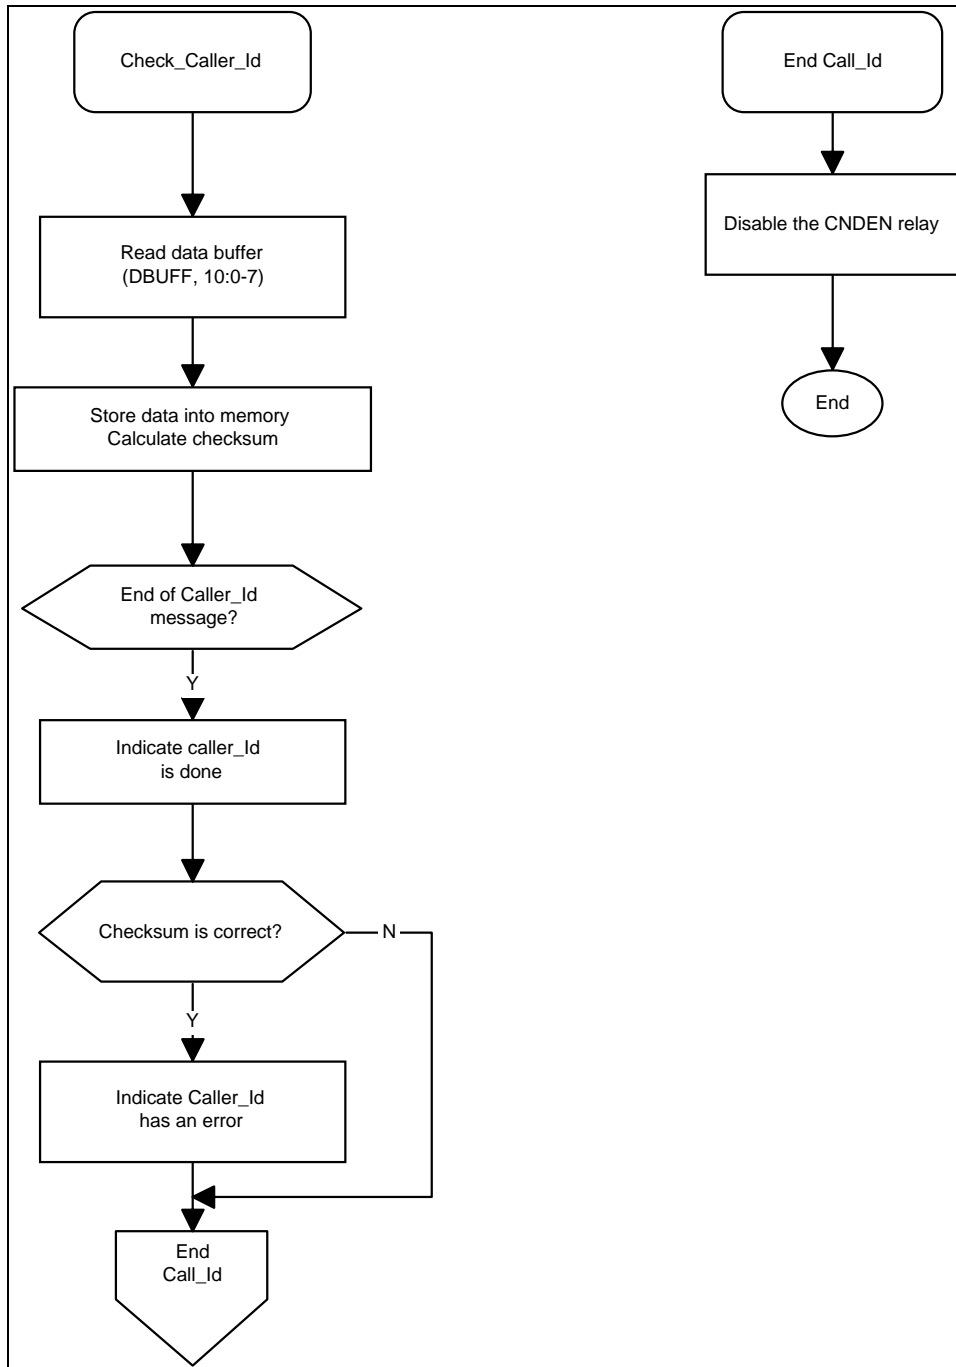 Check_Caller_Id
Read data buffer
(DBUFF, 10:0-7)
Store data into memory
Calculate checksum
End of Caller_Id
message?
Y
Indicate caller_Id
is done
Checksum is correct?
N
Y
Indicate Caller_Id
has an error
End
Call_Id
End Call_Id
Disable the CNDEN relay
End